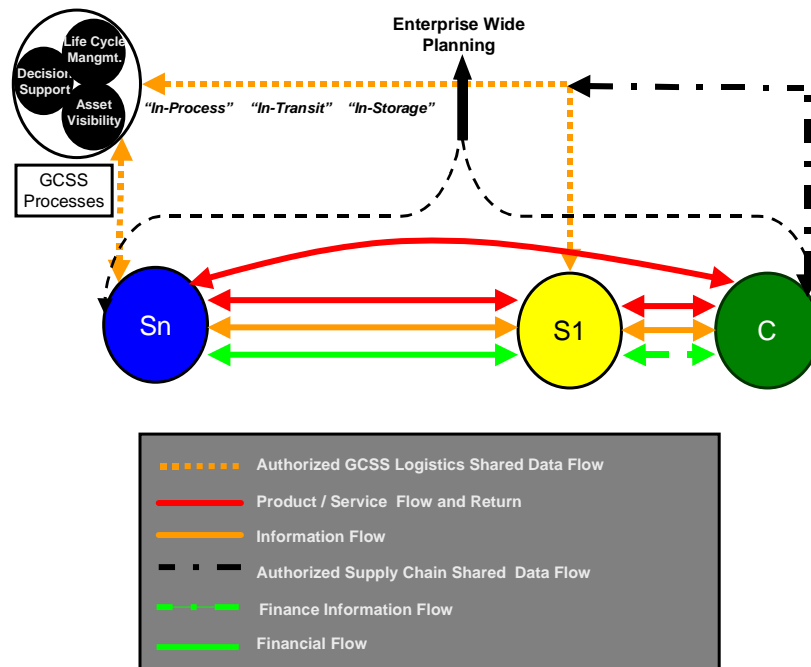 Enterprise Wide
Planning
Life Cycle
Mangmt.
Decision
Support
Asset
Visibility
“In-Process”
“In-Transit”
“In-Storage”
GCSS
Processes
Sn
S1
C
Authorized GCSS Logistics Shared Data Flow
Product / Service  Flow and Return
Information Flow
Authorized Supply Chain Shared  Data Flow
Finance Information Flow
Financial Flow